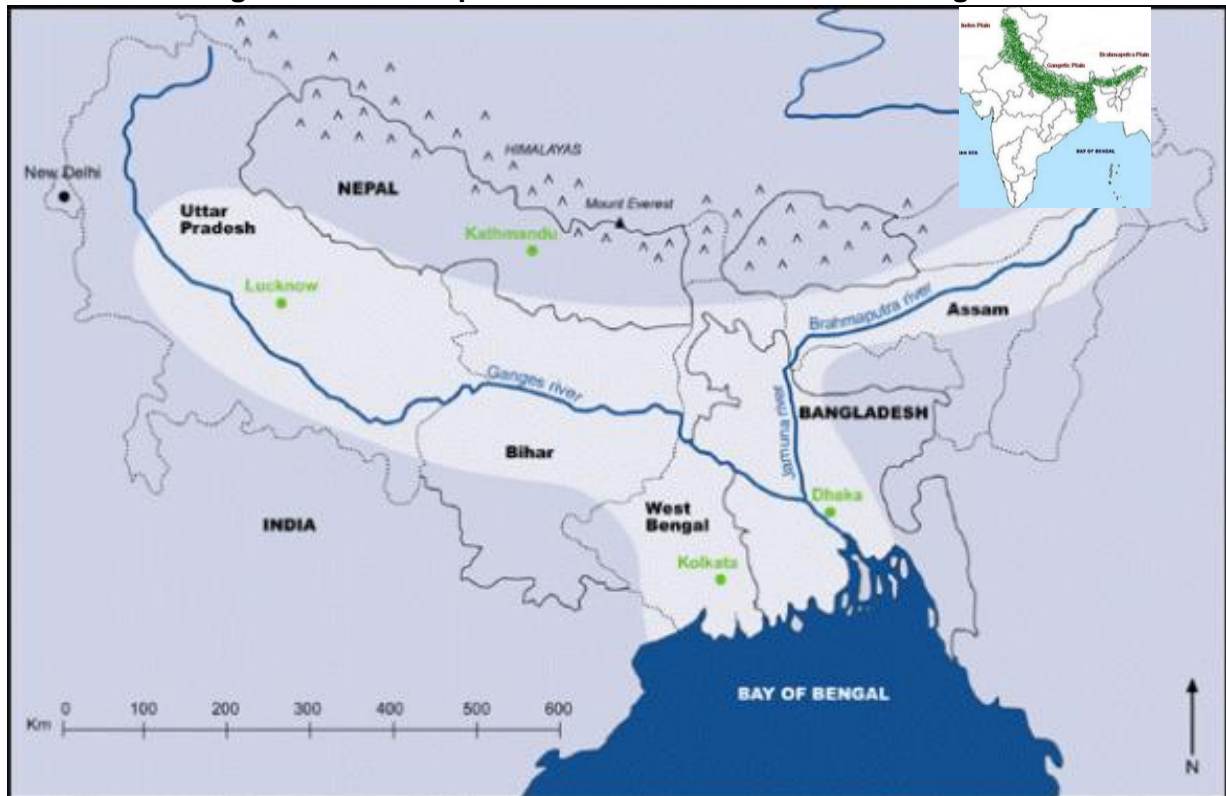 Indus Plain
Brahmaputra Plain
Gangetic Plain
BAY OF BENGAL
HIMALAYAS
New Delhi
NEPAL
Mount Everest
Uttar
Pradesh
Kathmandu
Lucknow
Brahmaputra river
Assam
Ganges river
Jamuna river
BANGLADESH
Bihar
Dhaka
West
Bengal
INDIA
Kolkata
BAY OF BENGAL
Km
0 100 200 300 400 500 600
N